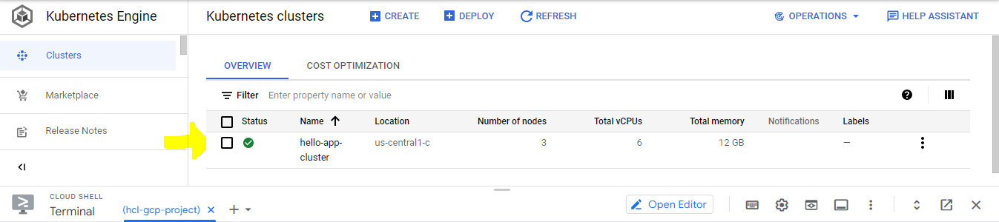 Kubernetes Engine
Kubernetes clusters
CREATE
DEPLOY
REFRESH
OPERATIONS
HELP ASSISTANT
Clusters
Marketplace
Release Notes
OVERVIEW
COST OPTIMIZATION
Filter Enter property name or value
Status Name Location Number of nodes Total vCPUs Total memory Notifications Labels
hello-app- us-central1-c 3 6 12 GB —
cluster
CLOUD SHELL
Terminal
(hcl-gcp-project)
Open Editor